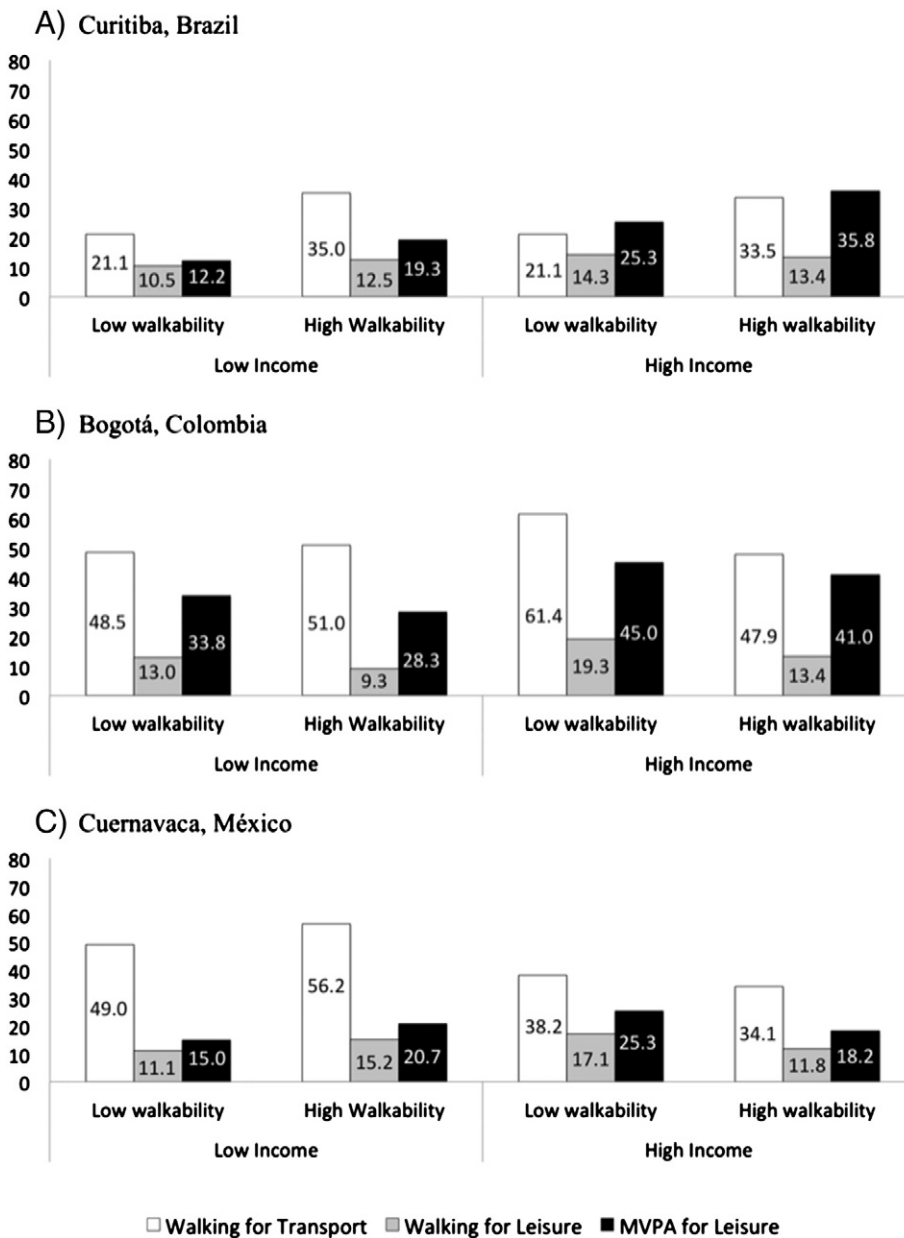 A) Curitiba, Brazil
80
70
60
50
40
30
20
10
0
21.1 10.5 12.2 35.0 12.5 19.3 21.1 14.3 25.3 33.5 13.4 35.8
Low walkability High Walkability Low walkability High walkability
Low Income High Income
B) Bogotá, Colombia
80
70
60
50
40
30
20
10
0
48.5 13.0 33.8 51.0 9.3 28.3 61.4 19.3 45.0 47.9 13.4 41.0
Low walkability High Walkability Low walkability High walkability
Low Income High Income
C) Cuernavaca, México
80
70
60
50
40
30
20
10
0
49.0 11.1 15.0 56.2 15.2 20.7 38.2 17.1 25.3 34.1 11.8 18.2
Low walkability High Walkability Low walkability High walkability
Low Income High Income
Walking for Transport Walking for Leisure MVPA for Leisure